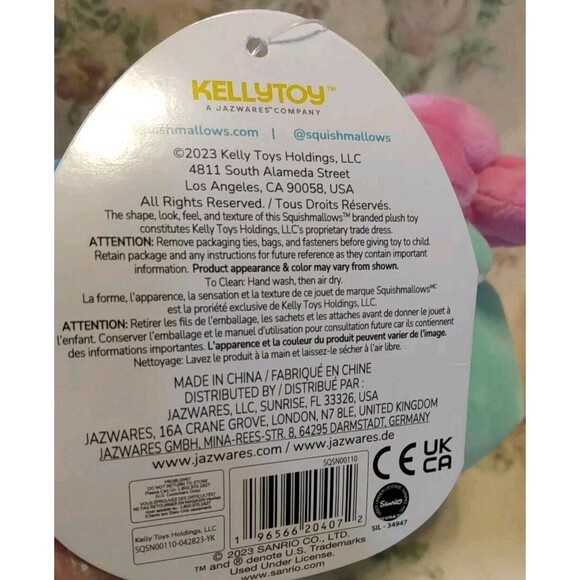 KELLYTOY™
A JAZWARES™ COMPANY
squishmallows.com | @squishmallows
©2023 Kelly Toys Holdings, LLC
4811 South Alameda Street
Los Angeles, CA 90058, USA
All Rights Reserved. / Tous Droits Réservés.
The shape, look, feel, and texture of this Squishmallows™ branded plush toy
constitutes Kelly Toys Holdings, LLC's proprietary trade dress.
ATTENTION: Remove packaging ties, bags, and fasteners before giving toy to child.
Retain package and any instructions for future reference as they contain important
information. Product appearance & color may vary from shown.
To Clean: Hand wash, then air dry.
La forme, l'apparence, la sensation et la texture de ce jouet de marque Squishmallowsᴹᶜ
est la proriété exclusive de Kelly Toys Holdings, LLC.
ATTENTION: Retirer les fils de l'emballage, les sachets et les attaches avant de donner le jouet à
l'enfant. Conserver l'emballage et le manuel d'utilisation pour consultation future car ils contiennent
des informations importantes. L'apparence et la couleur du produit peuvent varier de l'image.
Nettoyage: Lavez le produit à la main et laissez-le sécher à l'air libre.
MADE IN CHINA / FABRIQUÉ EN CHINE
DISTRIBUTED BY / DISTRIBUÉ PAR :
JAZWARES, LLC, SUNRISE, FL 33326, USA
JAZWARES, 16A CRANE GROVE, LONDON, N7 8LE, UNITED KINGDOM
JAZWARES GMBH, MINA-REES-STR. 8, 64295 DARMSTADT, GERMANY
www.jazwares.com / www.jazware.de
SQSN00110
CE UK CA
DO NOT RETURN TO STORE
Kelly Toys Holdings, LLC
SQSN00110-042823-YK
1 96566 20407 2
Sanrio
USA
SIL - 34947
© 2023 SANRIO CO., LTD.
™ and ® denote U.S. Trademarks
Used Under License.
www.sanrio.com